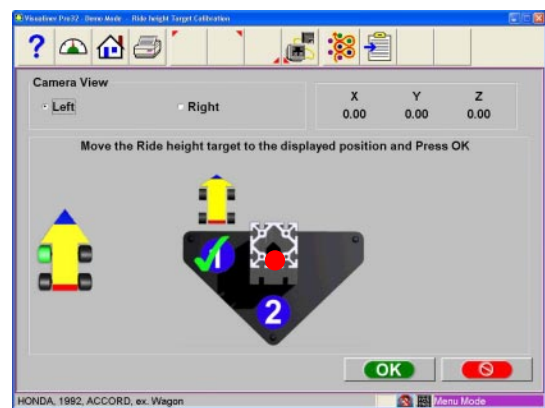 Visualiner Pro32 - Demo Mode - Ride height Target Calibration
?
Camera View
Left
Right
X Y Z
0.00 0.00 0.00
Move the Ride height target to the displayed position and Press OK
1
2
OK
HONDA, 1992, ACCORD, ex. Wagon
Menu Mode